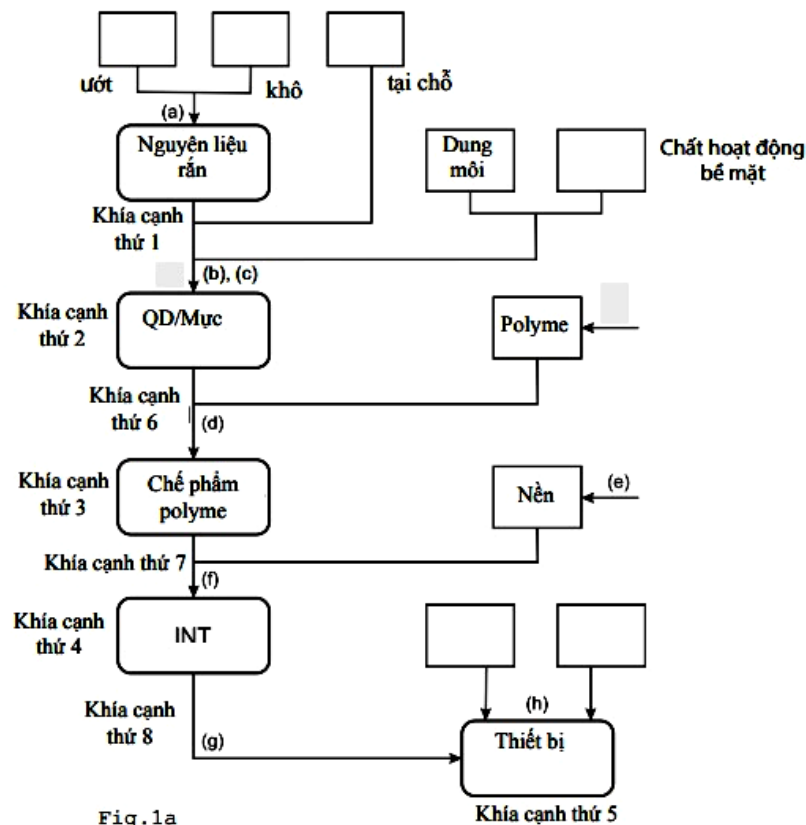 ướt
khô
tại chỗ
(a)
Nguyên liệu
rắn
Dung
môi
Chất hoạt động
bề mặt
Khía cạnh
thứ 1
(b), (c)
Khía cạnh
thứ 2
QD/Mực
Polyme
Khía cạnh
thứ 6
(d)
Khía cạnh
thứ 3
Chế phẩm
polyme
Nền
(e)
Khía cạnh thứ 7
(f)
Khía cạnh
thứ 4
INT
Khía cạnh
thứ 8
(g)
(h)
Thiết bị
Khía cạnh thứ 5
Fig.1a